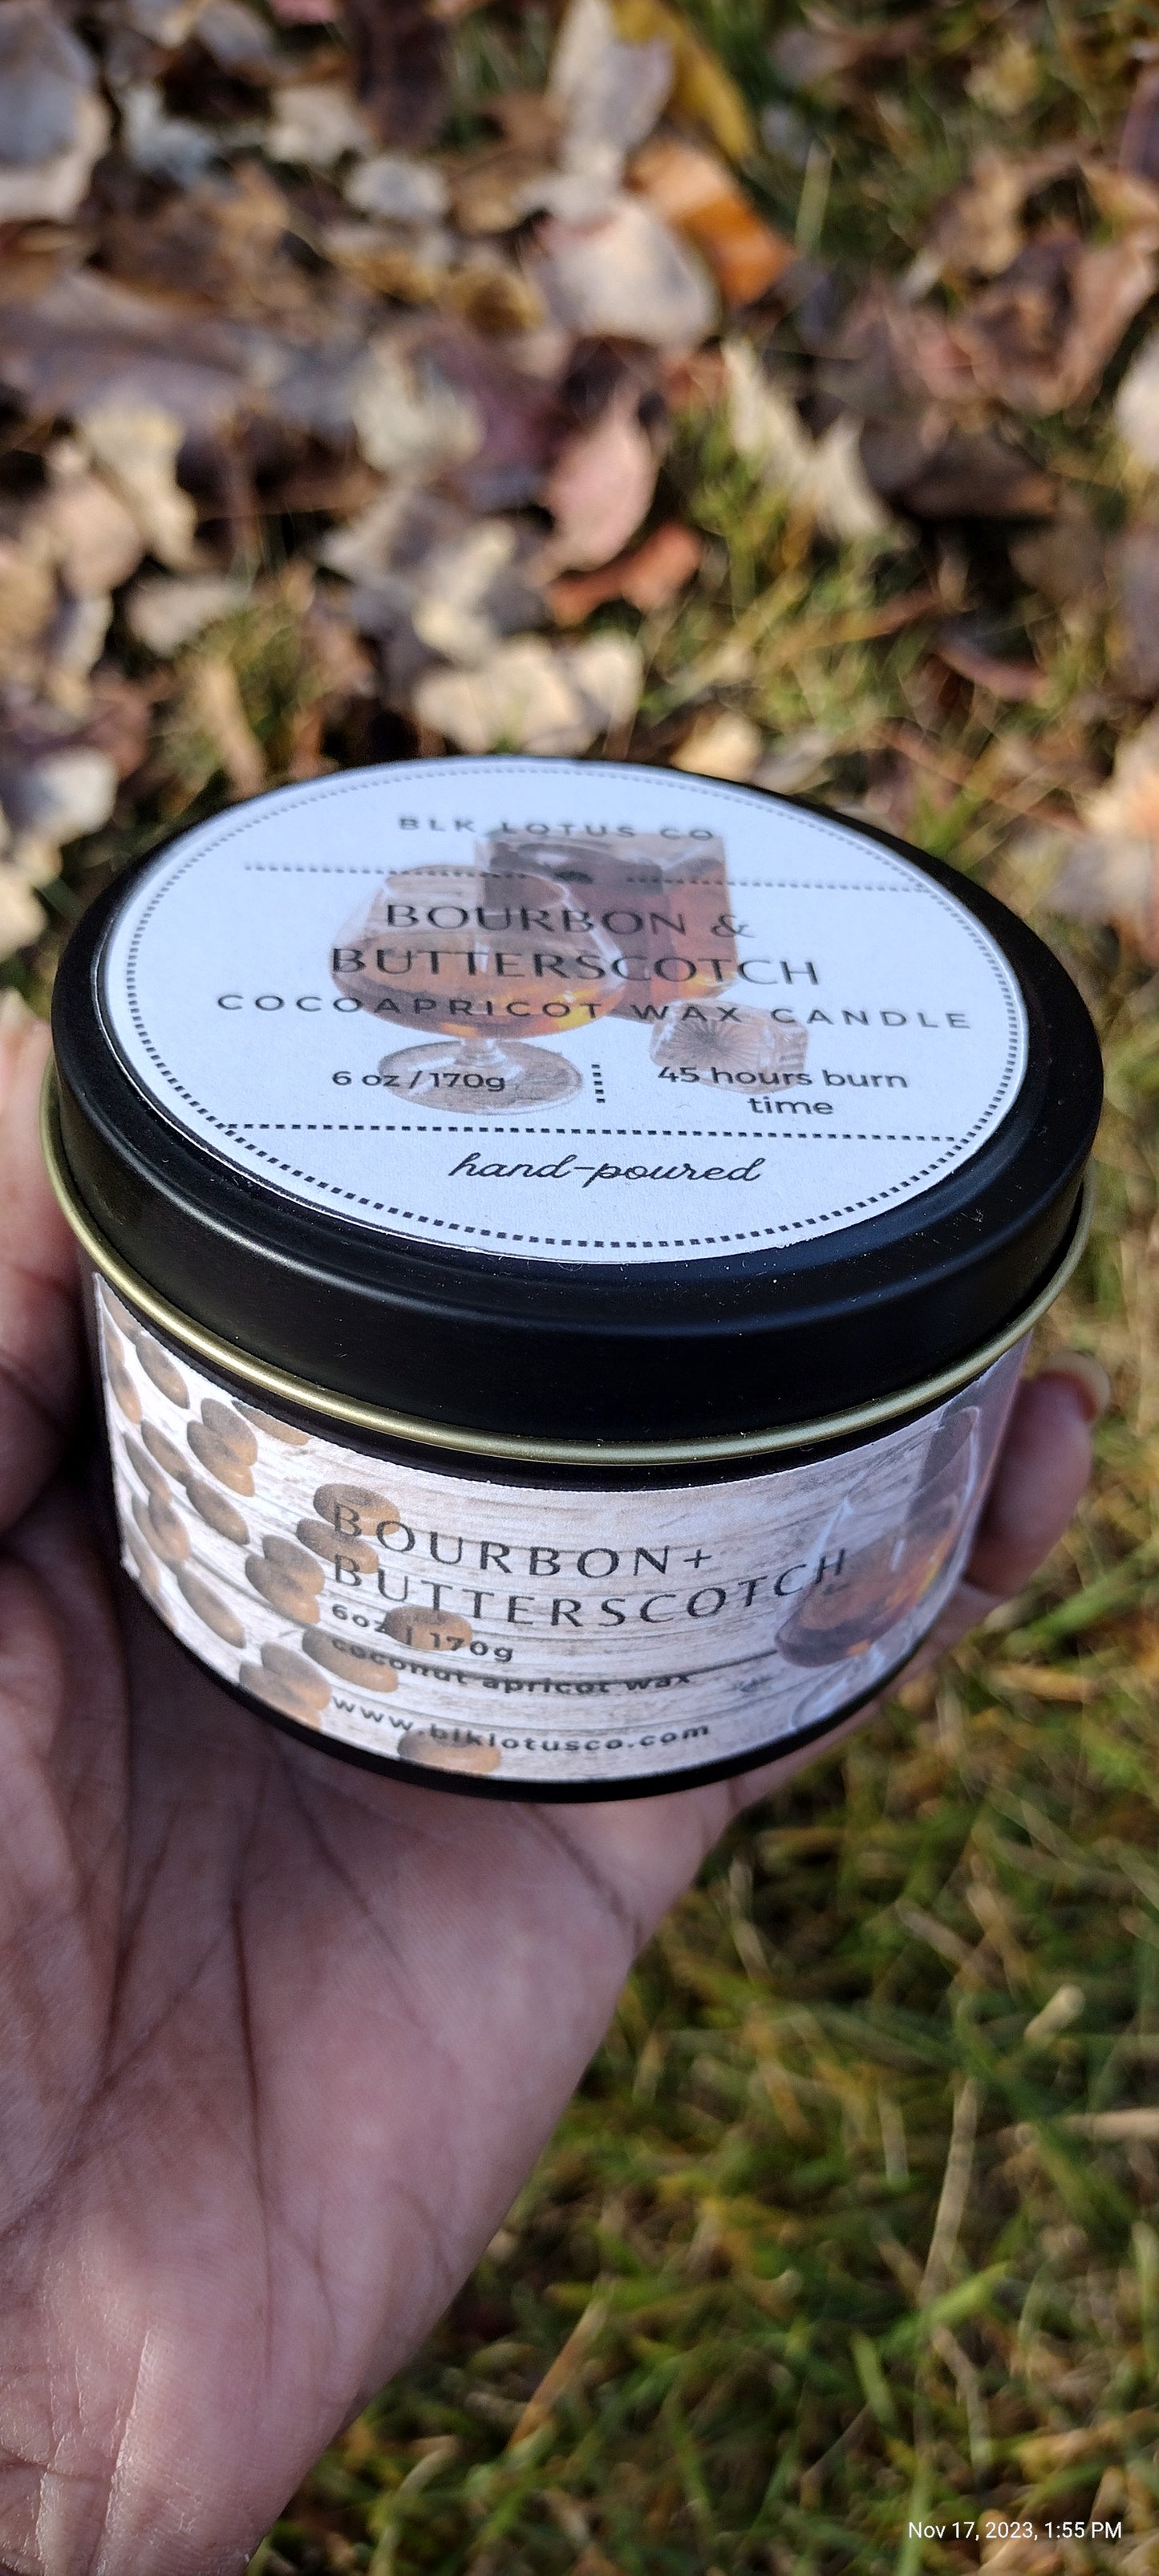 BLK LOTUS CO
BOURBON &
BUTTERSCOTCH
COCOAPRICOT WAX CANDLE
6 oz / 170g
45 hours burn
time
hand-poured
BOURBON+
BUTTERSCOTCH
6oz | 170g
coconut apricot wax
www.blklotusco.com
Nov 17, 2023, 1:55 PM